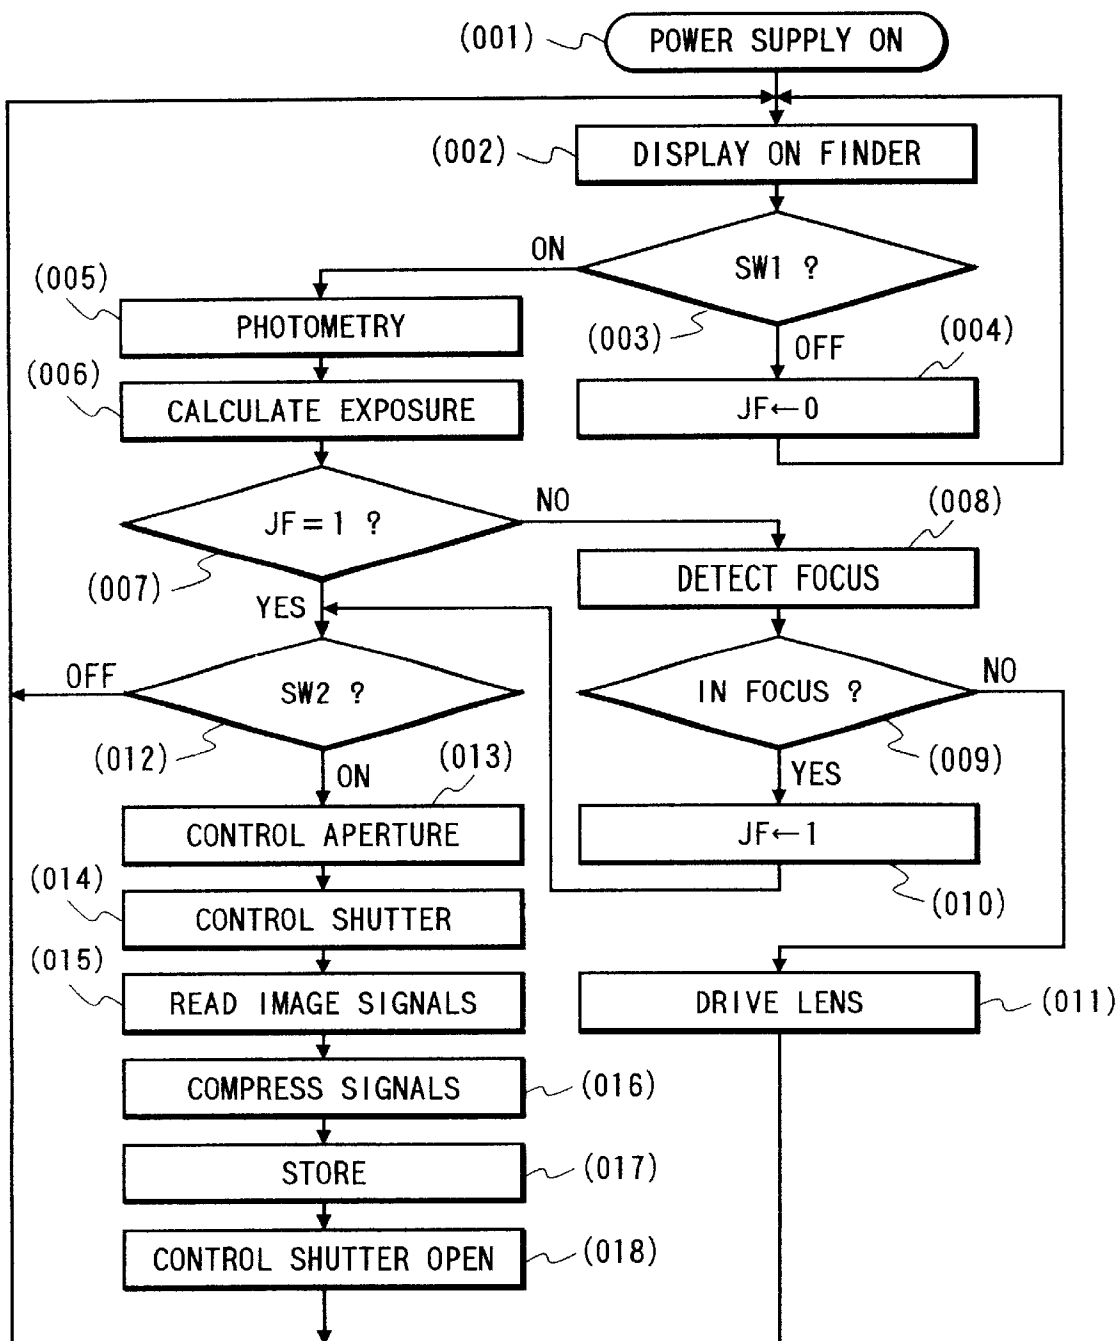 (001) POWER SUPPLY ON
(002) DISPLAY ON FINDER
ON
SW1 ?
(003)
OFF
(004)
JF←0
(005)
PHOTOMETRY
(006)
CALCULATE EXPOSURE
JF=1 ?
NO
(007)
YES
(008)
DETECT FOCUS
IN FOCUS ?
NO
(009)
YES
JF←1
(010)
DRIVE LENS
(011)
OFF
SW2 ?
(012)
ON
(013)
CONTROL APERTURE
(014)
CONTROL SHUTTER
(015)
READ IMAGE SIGNALS
COMPRESS SIGNALS (016)
STORE (017)
CONTROL SHUTTER OPEN (018)